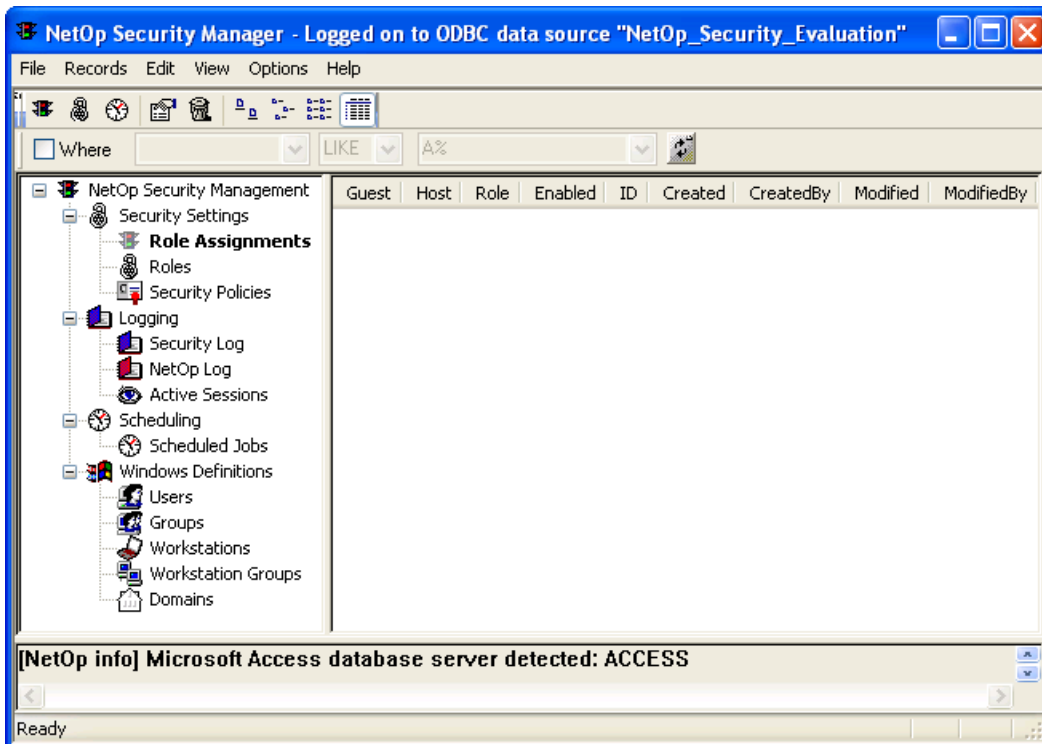 NetOp Security Manager - Logged on to ODBC data source "NetOp_Security_Evaluation"
File Records Edit View Options Help
Where LIKE A%
NetOp Security Management
Security Settings
Role Assignments
Roles
Security Policies
Logging
Security Log
NetOp Log
Active Sessions
Scheduling
Scheduled Jobs
Windows Definitions
Users
Groups
Workstations
Workstation Groups
Domains
Guest Host Role Enabled ID Created CreatedBy Modified ModifiedBy
[NetOp info] Microsoft Access database server detected: ACCESS
Ready